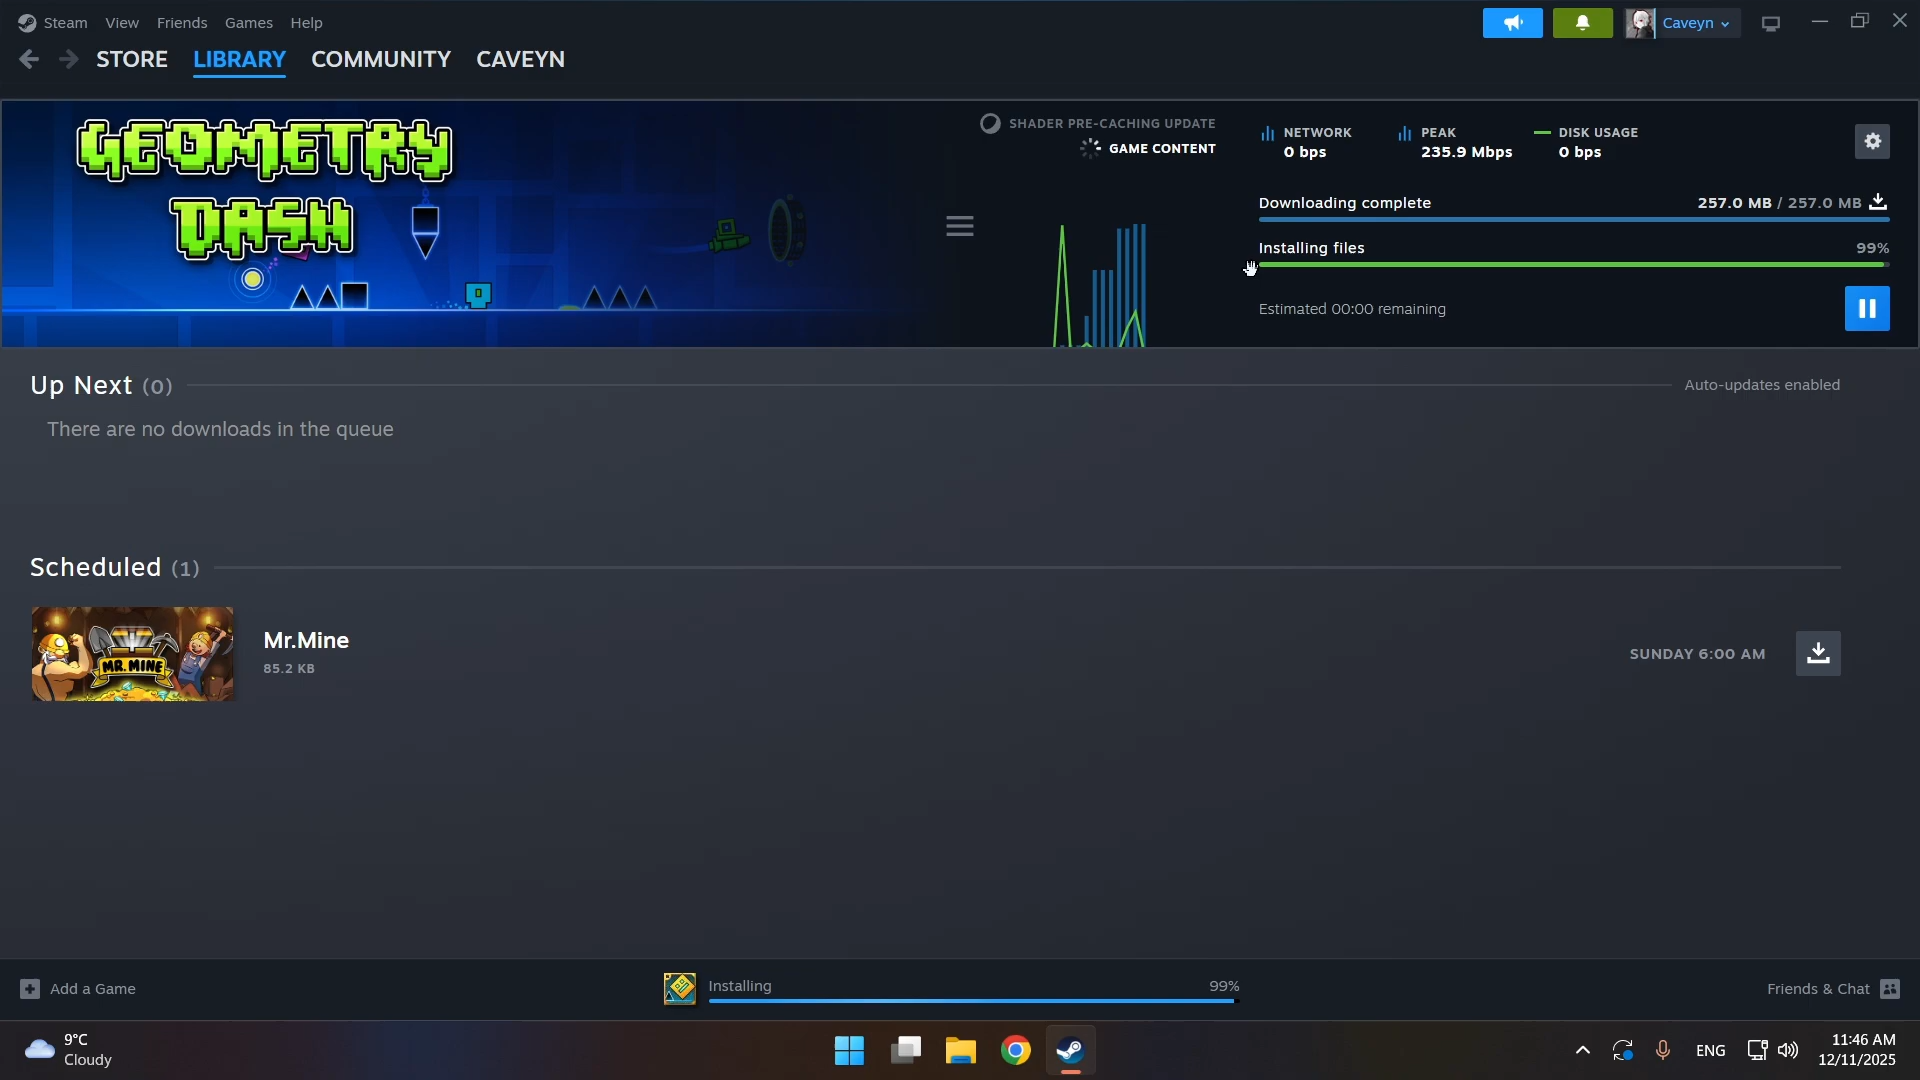 Steam View Friends Games Help
Caveyn
STORE LIBRARY COMMUNITY CAVEYN
GEOMETRY
DASH
SHADER PRE-CACHING UPDATE
GAME CONTENT
NETWORK
0 bps
PEAK
235.9 Mbps
DISK USAGE
0 bps
Downloading complete 257.0 MB / 257.0 MB
Installing files 99%
Estimated 00:00 remaining
Up Next (0) Auto-updates enabled
There are no downloads in the queue
Scheduled (1)
MR. MINE
Mr.Mine
85.2 KB
SUNDAY 6:00 AM
Add a Game
Installing 99%
Friends & Chat
9°C
Cloudy
ENG
11:46 AM
12/11/2025